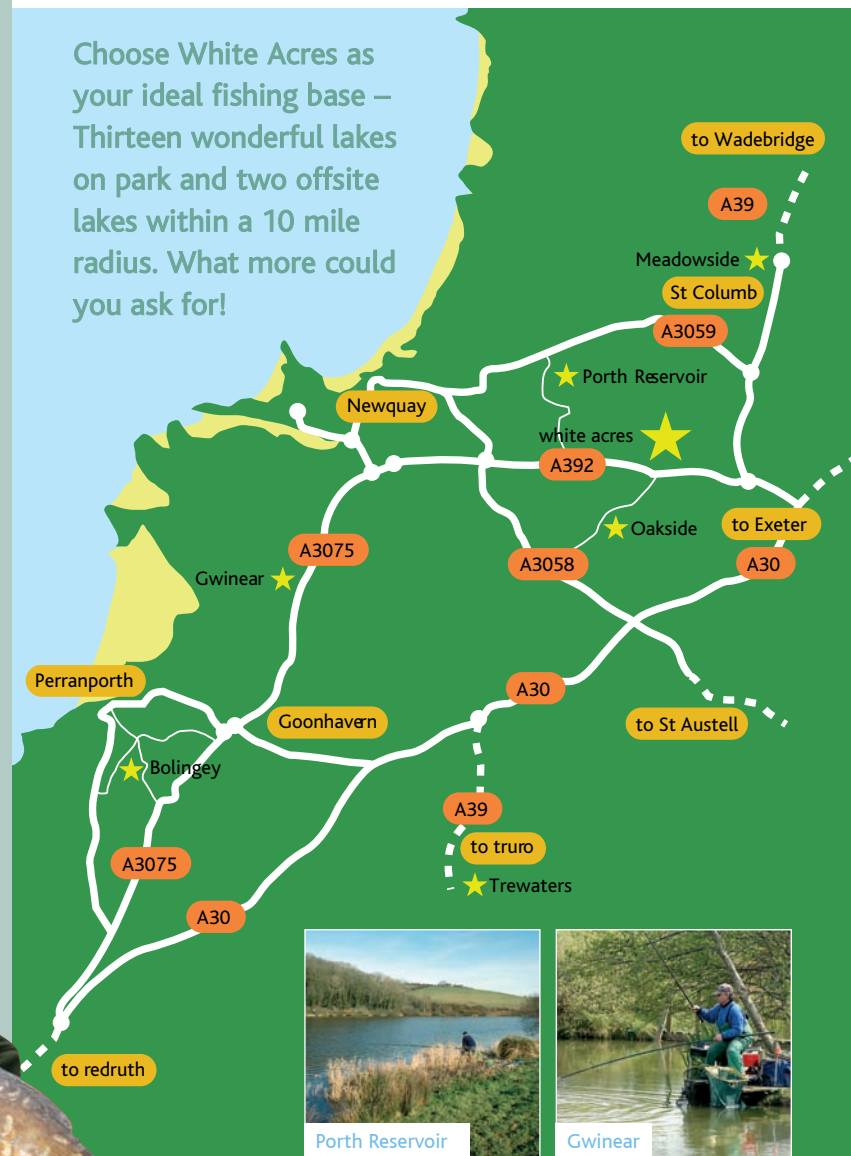 Choose White Acres as
your ideal fishing base –
Thirteen wonderful lakes
on park and two offsite
lakes within a 10 mile
radius. What more could
you ask for!
to Wadebridge
A39
Meadowside
St Columb
A3059
Porth Reservoir
Newquay
white acres
A392
Oakside
to Exeter
A3075
A3058
A30
Gwinear
Perranporth
A30
Goonhavern
to St Austell
Bolingey
A39
to truro
A3075
Trewaters
A30
to redruth
Porth Reservoir
Gwinear